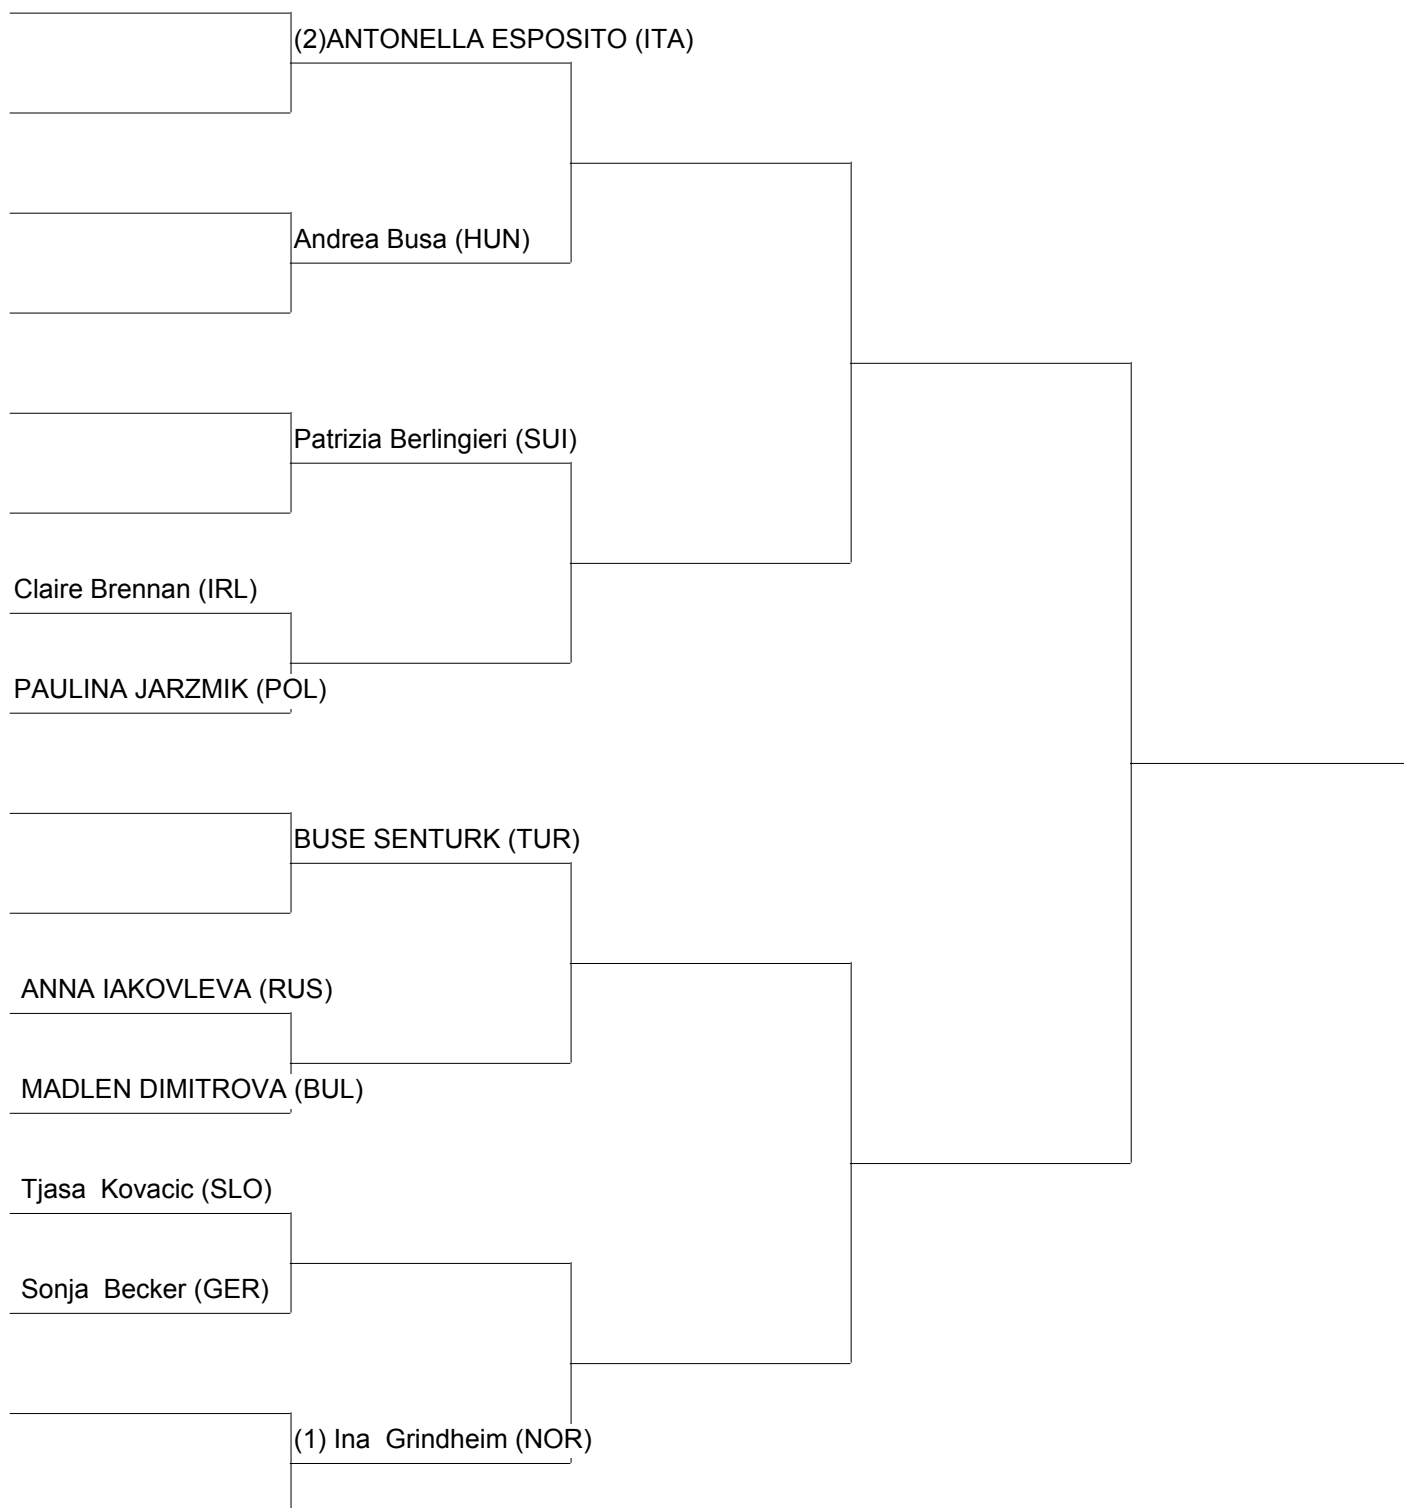 (2)ANTONELLA ESPOSITO (ITA)
Andrea Busa (HUN)
Patrizia Berlingieri (SUI)
Claire Brennan (IRL)
PAULINA JARZMIK (POL)
BUSE SENTURK (TUR)
ANNA IAKOVLEVA (RUS)
MADLEN DIMITROVA (BUL)
Tjasa  Kovacic (SLO)
Sonja  Becker (GER)
(1) Ina  Grindheim (NOR)